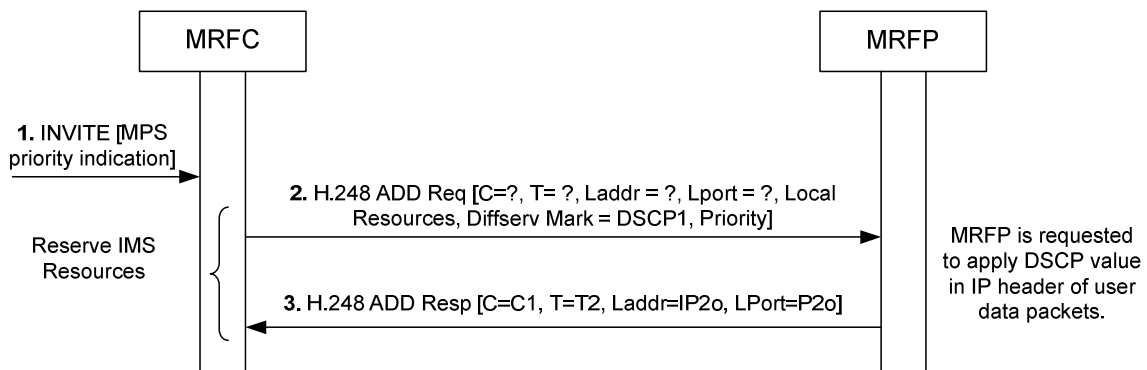 MRFC
MRFP
1. INVITE [MPS
priority indication]
2. H.248 ADD Req [C=?, T= ?, Laddr = ?, Lport = ?, Local
Resources, Diffserv Mark = DSCP1, Priority]
Reserve IMS
Resources
MRFP is requested
to apply DSCP value
in IP header of user
data packets.
3. H.248 ADD Resp [C=C1, T=T2, Laddr=IP2o, LPort=P2o]